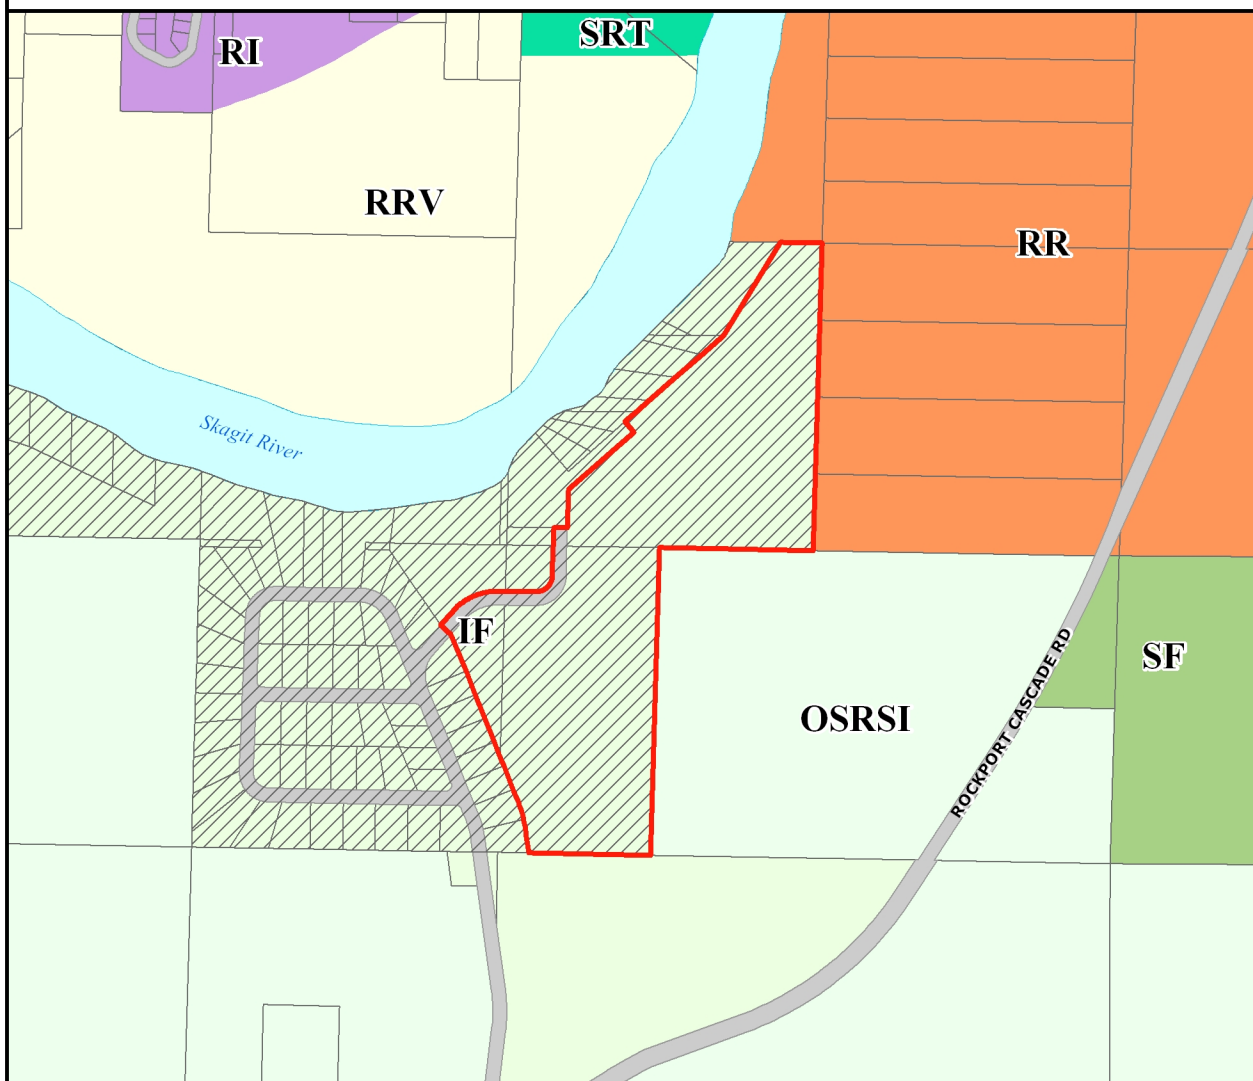 SRT
RI
RRV
RR
Skagit River
IF
SF
OSRSI
ROCKPORT CASCADE RD